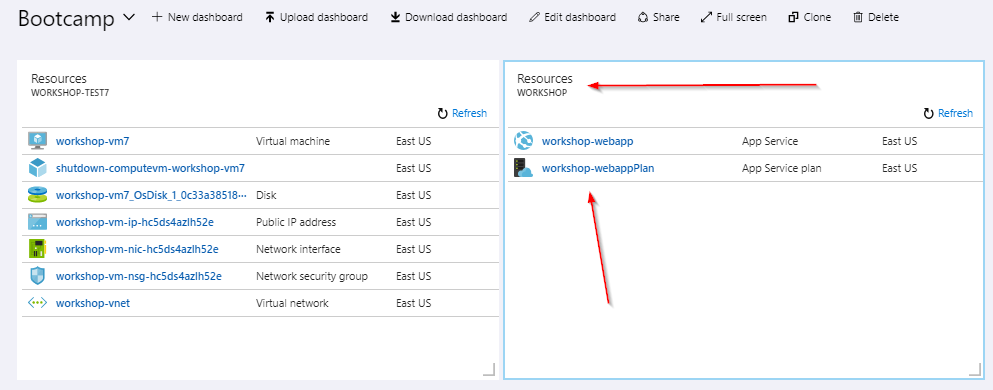 Bootcamp New dashboard Upload dashboard Download dashboard Edit dashboard Share Full screen Clone Delete
Resources
WORKSHOP-TEST7
Refresh
workshop-vm7 Virtual machine East US
shutdown-computevm-workshop-vm7 East US
workshop-vm7_OsDisk_1_0c33a38518··· Disk East US
workshop-vm-ip-hc5ds4azlh52e Public IP address East US
workshop-vm-nic-hc5ds4azlh52e Network interface East US
workshop-vm-nsg-hc5ds4azlh52e Network security group East US
workshop-vnet Virtual network East US
Resources
WORKSHOP
Refresh
workshop-webapp App Service East US
workshop-webappPlan App Service plan East US